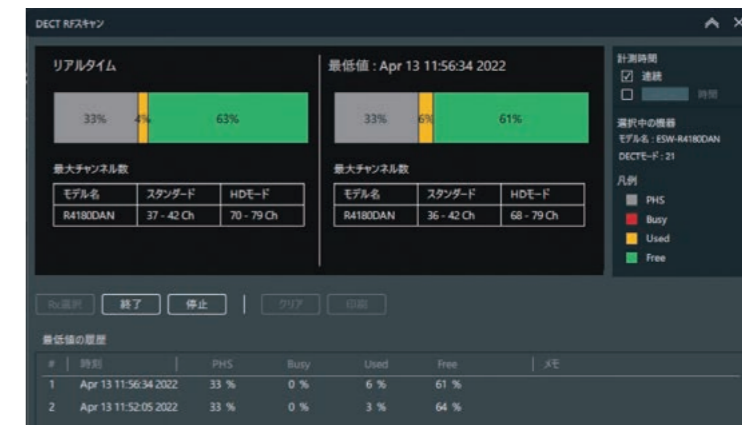 DECT RFスキャン
リアルタイム
33% 4% 63%
最大チャンネル数
モデル名 スタンダード HDモード
R4180DAN 37 - 42 Ch 70 - 79 Ch
最低値 : Apr 13 11:56:34 2022
33% 6% 61%
最大チャンネル数
モデル名 スタンダード HDモード
R4180DAN 36 - 42 Ch 68 - 79 Ch
計測時間
連続
時間
選択中の機器
モデル名 : ESW-R4180DAN
DECTモード : 21
凡例
PHS
Busy
Used
Free
Rx選択 終了 停止 クリア 印刷
最低値の履歴
# 時刻 PHS Busy Used Free メモ
1 Apr 13 11:56:34 2022 33 % 0 % 6 % 61 %
2 Apr 13 11:52:05 2022 33 % 0 % 3 % 64 %